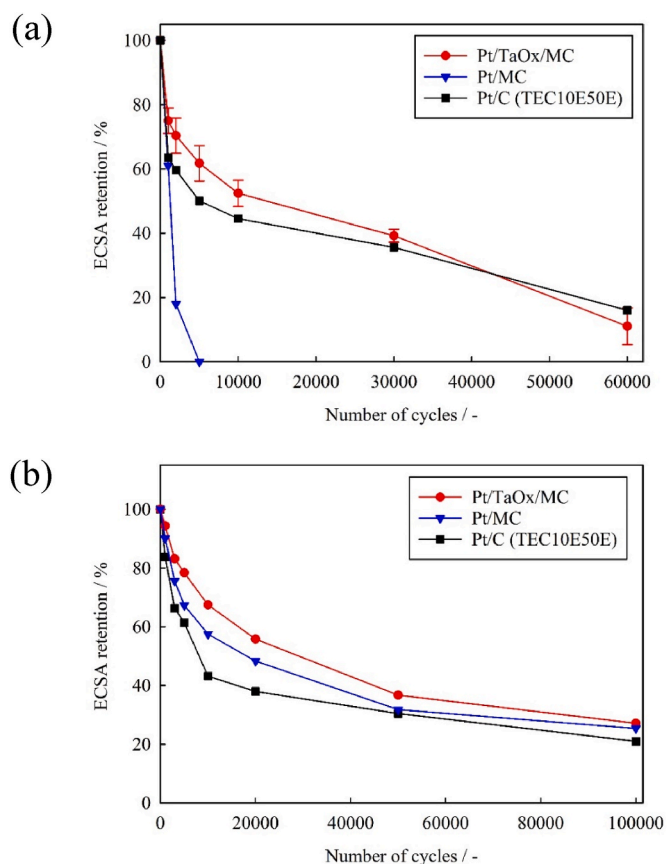 (a)
100
80
60
40
20
0
ECSA retention / %
Pt/TaOx/MC
Pt/MC
Pt/C (TEC10E50E)
0 10000 20000 30000 40000 50000 60000
Number of cycles / -
(b)
100
80
60
40
20
0
ECSA retention / %
Pt/TaOx/MC
Pt/MC
Pt/C (TEC10E50E)
0 20000 40000 60000 80000 100000
Number of cycles / -